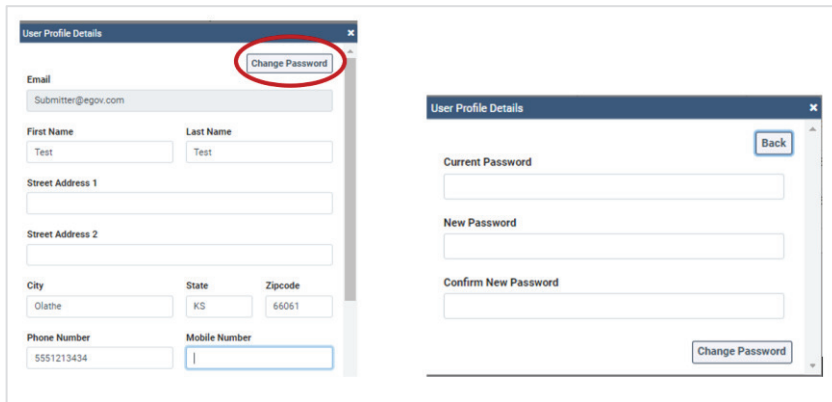 User Profile Details ×
Change Password
Email
Submitter@egov.com
First Name Last Name
Test Test
Street Address 1
Street Address 2
City State Zipcode
Olathe KS 66061
Phone Number Mobile Number
5551213434
User Profile Details ×
Back
Current Password
New Password
Confirm New Password
Change Password